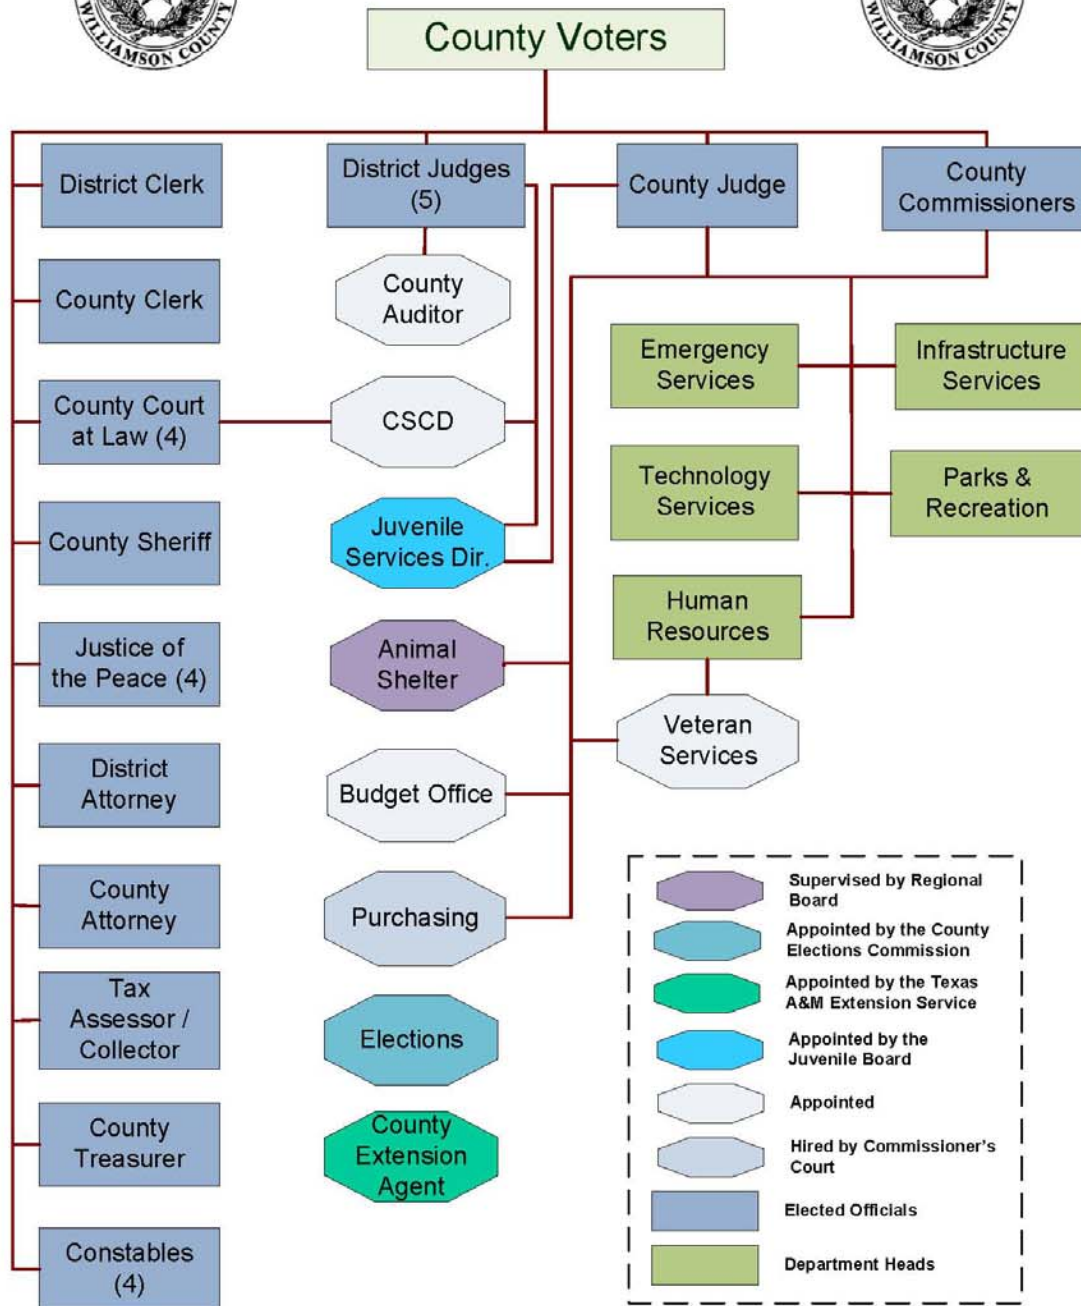 WILLIAMSON COUNTY
County Voters
WILLIAMSON COUNTY
District Clerk
District Judges
(5)
County Judge
County
Commissioners
County Clerk
County
Auditor
Emergency
Services
Infrastructure
Services
County Court
at Law (4)
CSCD
Technology
Services
Parks &
Recreation
County Sheriff
Juvenile
Services Dir.
Human
Resources
Justice of
the Peace (4)
Animal
Shelter
Veteran
Services
District
Attorney
Budget Office
County
Attorney
Purchasing
Tax
Assessor /
Collector
Elections
County
Treasurer
County
Extension
Agent
Constables
(4)
Supervised by Regional
Board
Appointed by the County
Elections Commission
Appointed by the Texas
A&M Extension Service
Appointed by the
Juvenile Board
Appointed
Hired by Commissioner's
Court
Elected Officials
Department Heads